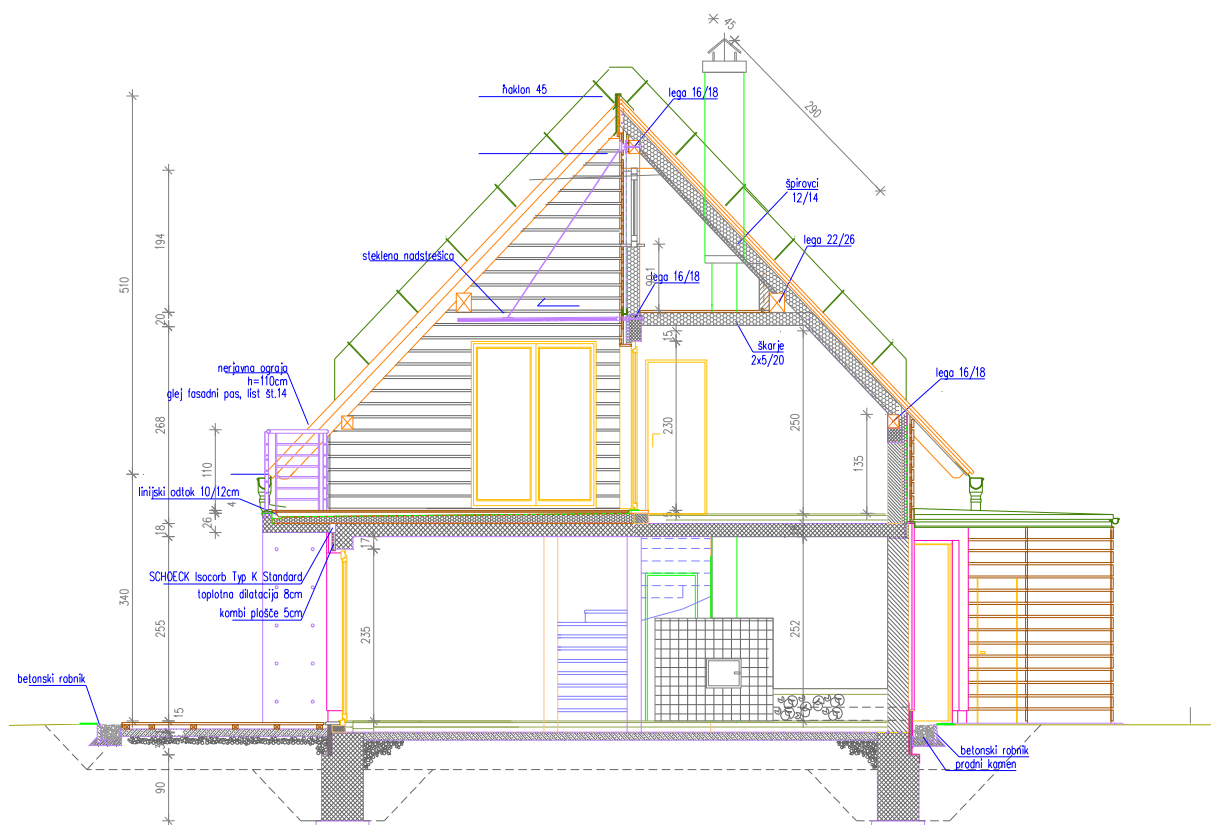 45
naklon 45
lega 16/18
290
špirovci
12/14
194
lega 22/26
steklena nadstrešica
lega 16/18
510
20
15
škarje
2x5/20
nerjavna ograja
h=110cm
glej fasadni pas, list št.14
lega 16/18
268
230
250
110
135
linijski odtok 10/12cm
4
26
18
17
SCHOECK Isocorb Typ K Standard
toplotna dilatacija 8cm
kombi plošče 5cm
340
255
235
252
betonski robnik
15
betonski robnik
prodni kamen
90